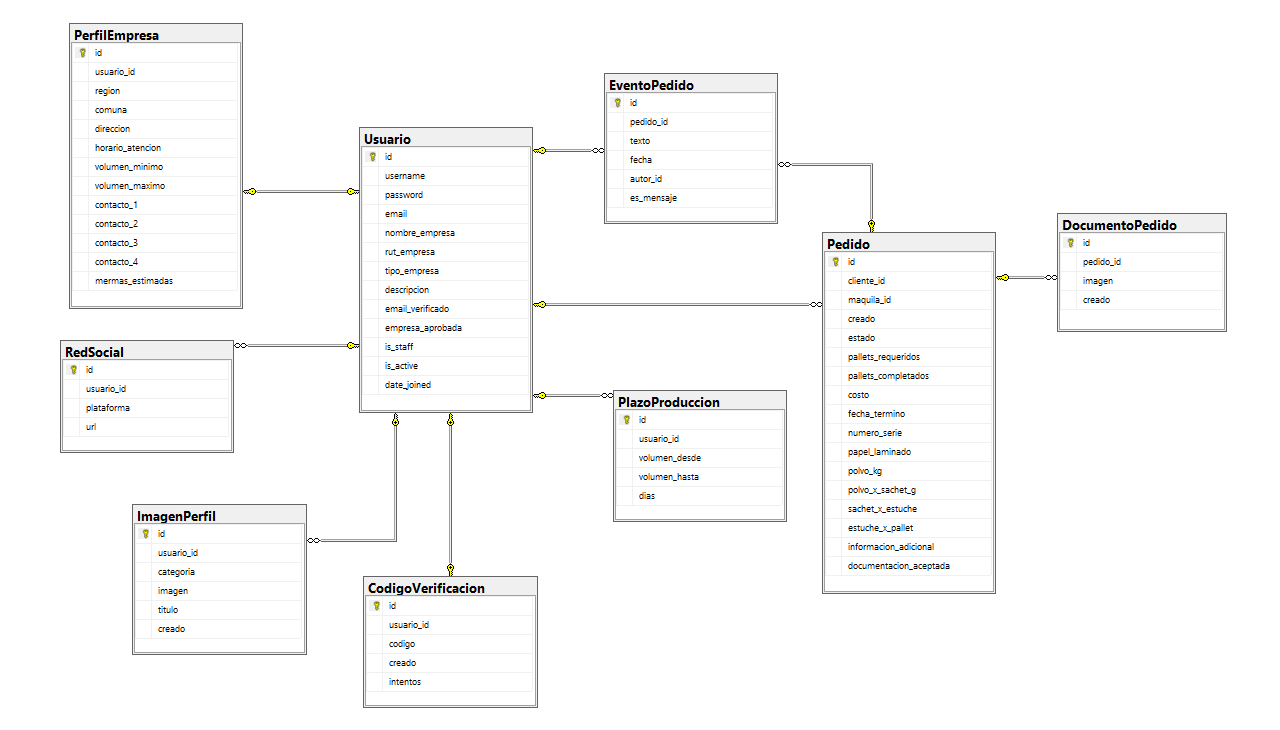 PerfilEmpresa
id
usuario_id
region
comuna
direccion
horario_atencion
volumen_minimo
volumen_maximo
contacto_1
contacto_2
contacto_3
contacto_4
mermas_estimadas
RedSocial
id
usuario_id
plataforma
url
ImagenPerfil
id
usuario_id
categoria
imagen
titulo
creado
Usuario
id
username
password
email
nombre_empresa
rut_empresa
tipo_empresa
descripcion
email_verificado
empresa_aprobada
is_staff
is_active
date_joined
CodigoVerificacion
id
usuario_id
codigo
creado
intentos
EventoPedido
id
pedido_id
texto
fecha
autor_id
es_mensaje
PlazoProduccion
id
usuario_id
volumen_desde
volumen_hasta
dias
Pedido
id
cliente_id
maquila_id
creado
estado
pallets_requeridos
pallets_completados
costo
fecha_termino
numero_serie
papel_laminado
polvo_kg
polvo_x_sachet_g
sachet_x_estuche
estuche_x_pallet
informacion_adicional
documentacion_aceptada
DocumentoPedido
id
pedido_id
imagen
creado